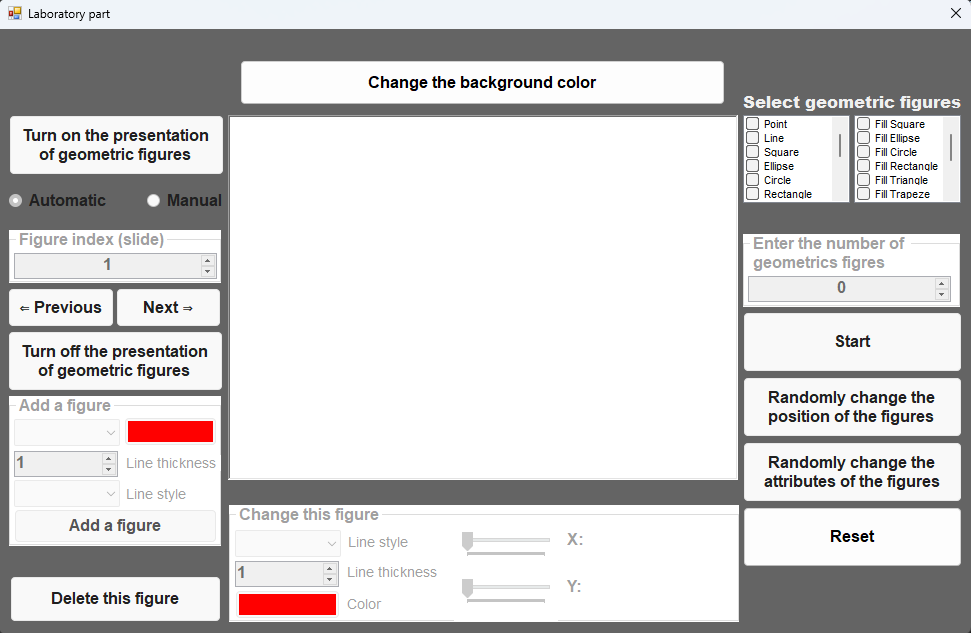 Laboratory part
Change the background color
Select geometric figures
Turn on the presentation
of geometric figures
Automatic
Manual
Figure index (slide)
1
⇐ Previous
Next ⇒
Turn off the presentation
of geometric figures
Add a figure
1
Line thickness
Line style
Add a figure
Delete this figure
Change this figure
Line style
1
Line thickness
Color
X:
Y:
Point
Line
Square
Ellipse
Circle
Rectangle
Fill Square
Fill Ellipse
Fill Circle
Fill Rectangle
Fill Triangle
Fill Trapeze
Enter the number of
geometrics figres
0
Start
Randomly change the
position of the figures
Randomly change the
attributes of the figures
Reset